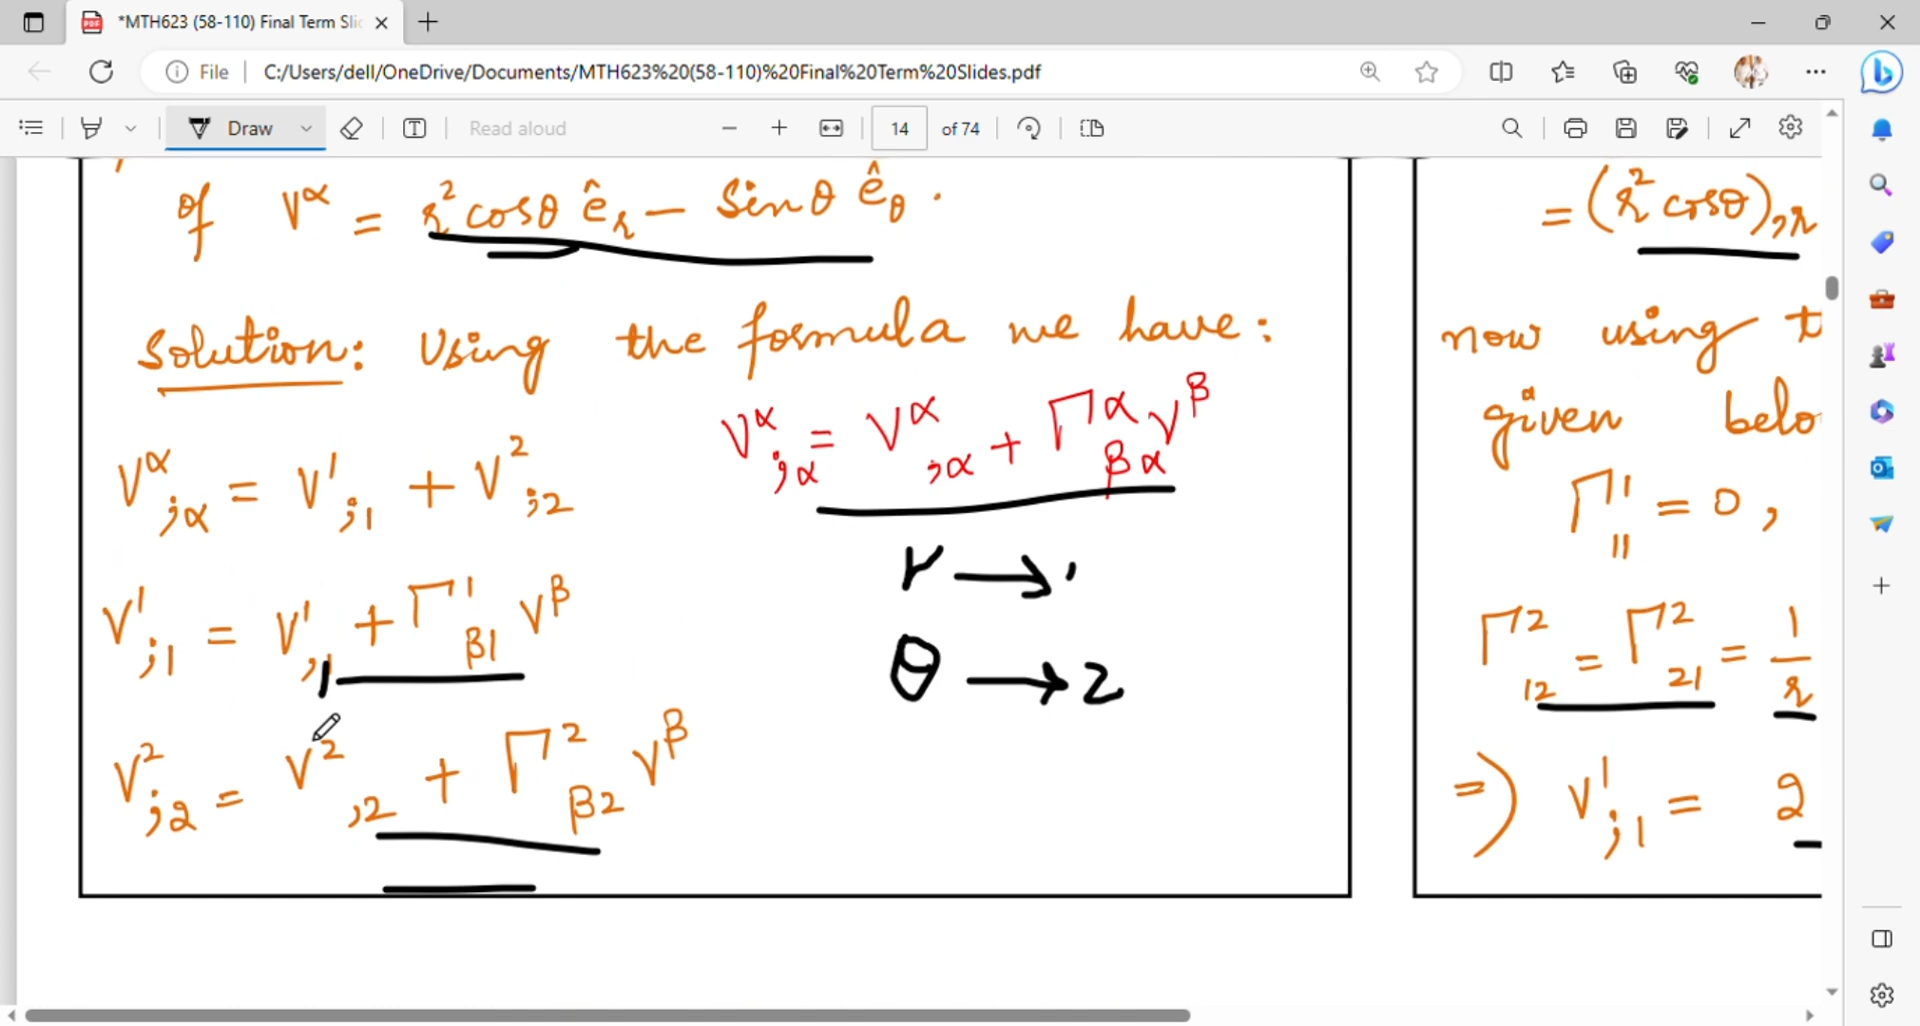 *MTH623 (58-110) Final Term Slic
File
C:/Users/dell/OneDrive/Documents/MTH623%20(58-110)%20Final%20Term%20Slides.pdf
Draw
Read aloud
14 of 74
of V^α = r² cosθ ê_r − Sinθ ê_θ .
Solution: Using the formula we have:
V^α_;α = V^α_,α + Γ^α_βα V^β
V^α_;α = V^1_;1 + V^2_;2
r → 1
V^1_;1 = V^1_,1 + Γ^1_β1 V^β
θ → 2
V^2_;2 = V^2_,2 + Γ^2_β2 V^β
= (r² cosθ)_,r
now using t
given belo
Γ^1_11 = 0 ,
Γ^2_12 = Γ^2_21 = 1/r
=) V^1_;1 = 2